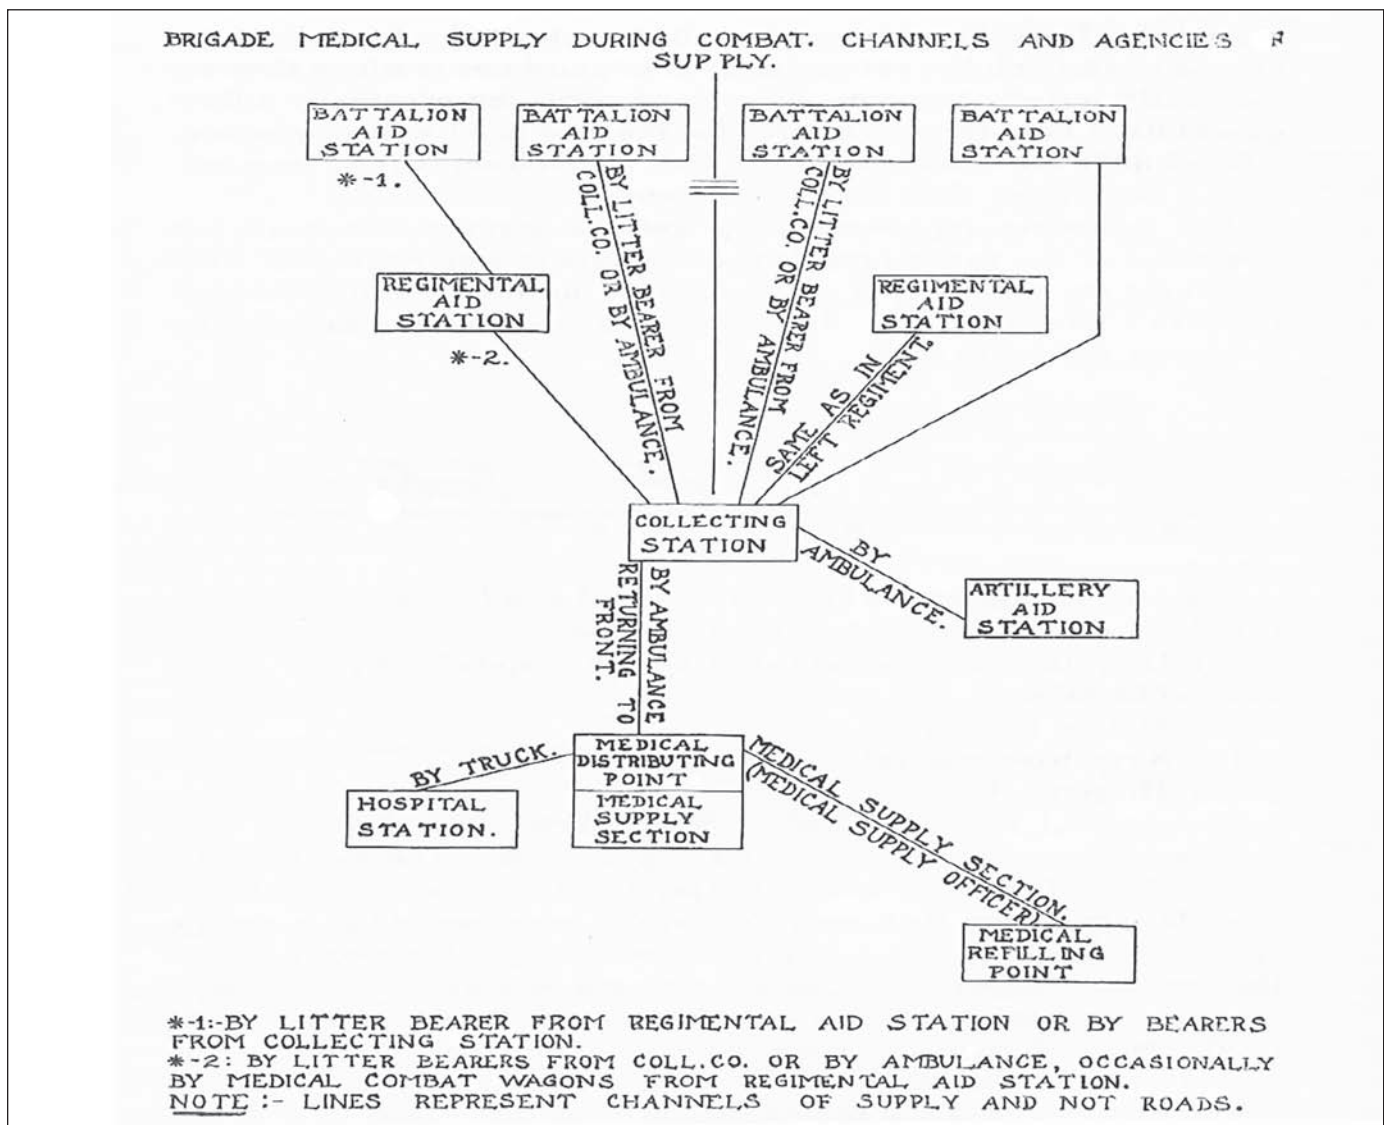 BRIGADE MEDICAL SUPPLY DURING COMBAT. CHANNELS AND AGENCIES
SUPPLY.
BATTALION
AID
STATION
BATTALION
AID
STATION
BATTALION
AID
STATION
BATTALION
AID
STATION
*-1.
BY LITTER BEARER FROM
COLL.CO. OR BY AMBULANCE.
BY LITTER BEARER FROM
COLL.CO. OR BY AMBULANCE.
REGIMENTAL
AID
STATION
*-2.
REGIMENTAL
AID
STATION
SAME AS IN
LEFT REGIMENT.
COLLECTING
STATION
BY
AMBULANCE.
ARTILLERY
AID
STATION
BY AMBULANCE
RETURNING TO
FRONT.
BY TRUCK.
HOSPITAL
STATION.
MEDICAL
DISTRIBUTING
POINT
MEDICAL
SUPPLY
SECTION
MEDICAL SUPPLY SECTION.
(MEDICAL SUPPLY OFFICER)
MEDICAL
REFILLING
POINT
*-1:-BY LITTER BEARER FROM REGIMENTAL AID STATION OR BY BEARERS
FROM COLLECTING STATION.
*-2: BY LITTER BEARERS FROM COLL.CO. OR BY AMBULANCE, OCCASIONALLY
BY MEDICAL COMBAT WAGONS FROM REGIMENTAL AID STATION.
NOTE:- LINES REPRESENT CHANNELS OF SUPPLY AND NOT ROADS.